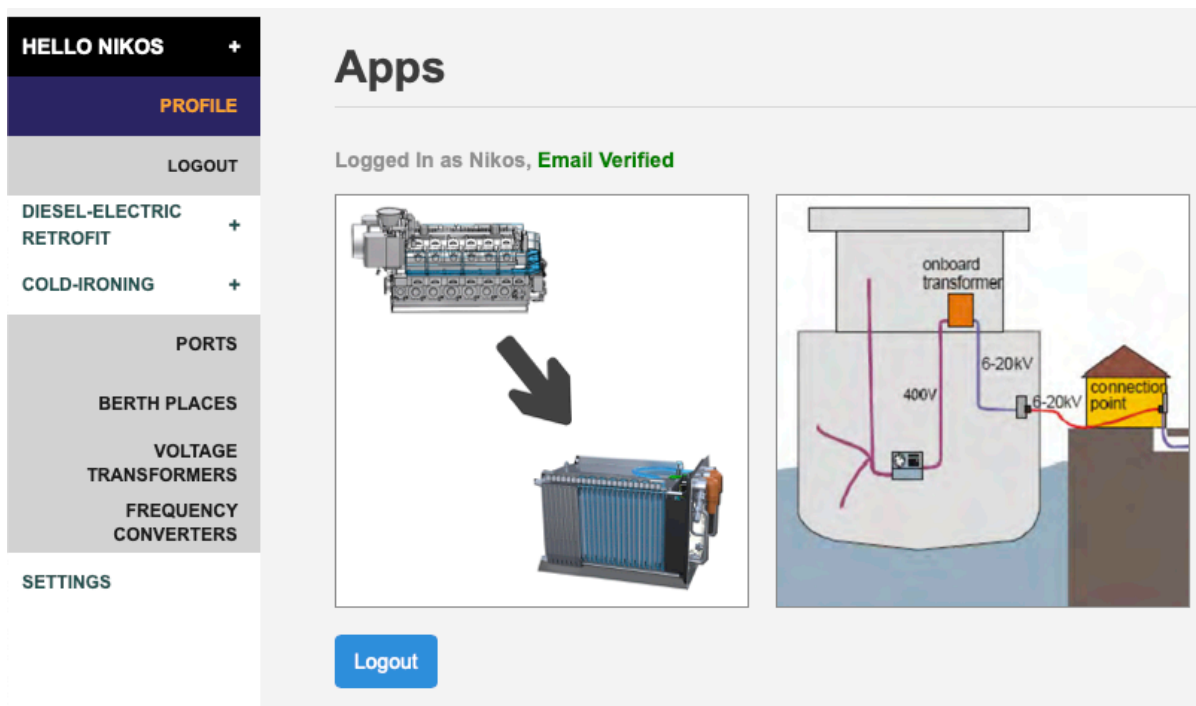 HELLO NIKOS +
PROFILE
LOGOUT
DIESEL-ELECTRIC
RETROFIT +
COLD-IRONING +
PORTS
BERTH PLACES
VOLTAGE
TRANSFORMERS
FREQUENCY
CONVERTERS
SETTINGS
Apps
Logged In as Nikos, Email Verified
onboard
transformer
6-20kV
400V
6-20kV
connection
point
Logout